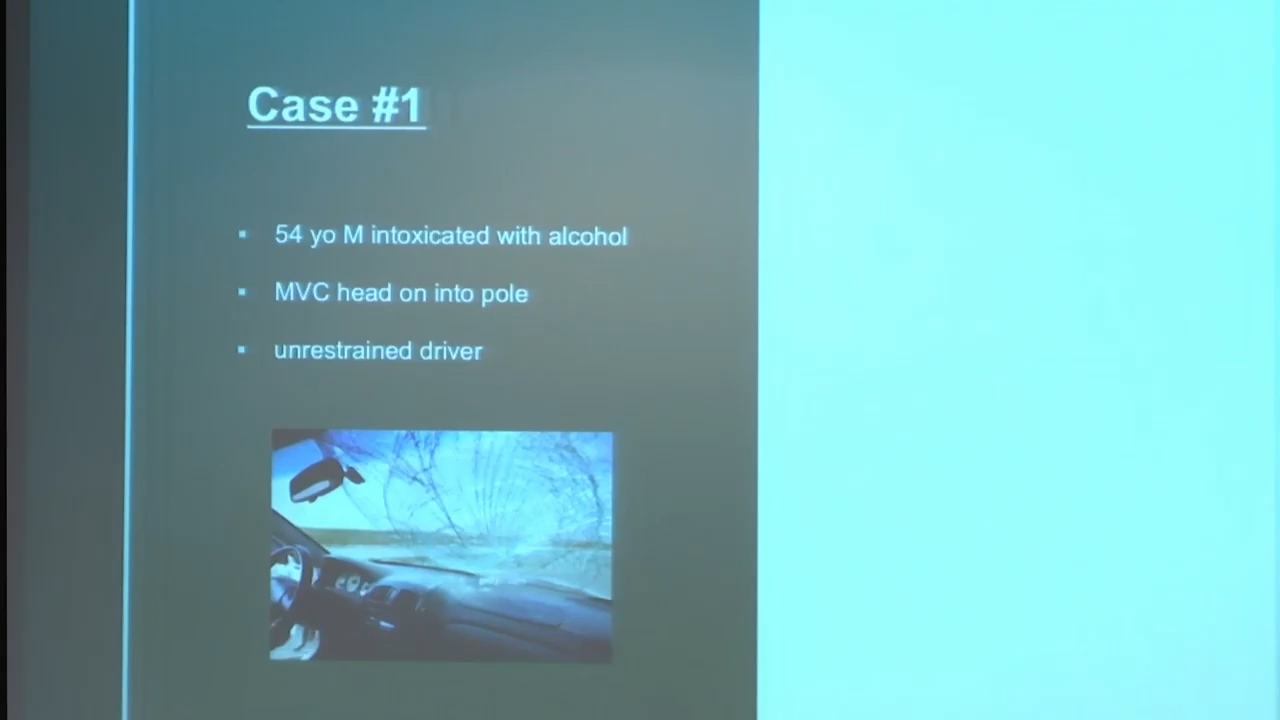 Case #1
54 yo M intoxicated with alcohol
MVC head on into pole
unrestrained driver